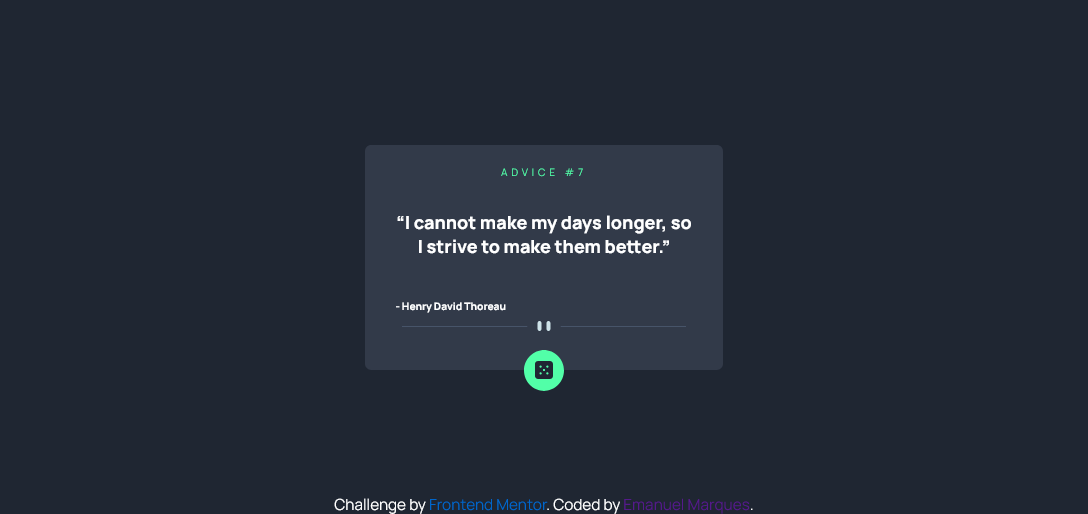 ADVICE #7
“I cannot make my days longer, so
I strive to make them better.”
- Henry David Thoreau
Challenge by Frontend Mentor. Coded by Emanuel Marques.